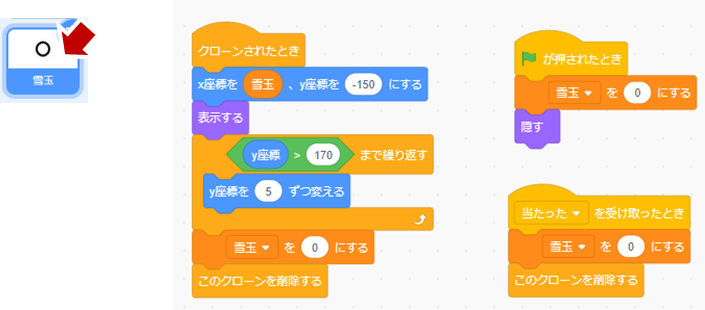 雪玉
クローンされたとき
x座標を 雪玉 、y座標を -150 にする
表示する
y座標 > 170 まで繰り返す
y座標を 5 ずつ変える
雪玉 を 0 にする
このクローンを削除する
が押されたとき
雪玉 を 0 にする
隠す
当たった を受け取ったとき
雪玉 を 0 にする
このクローンを削除する